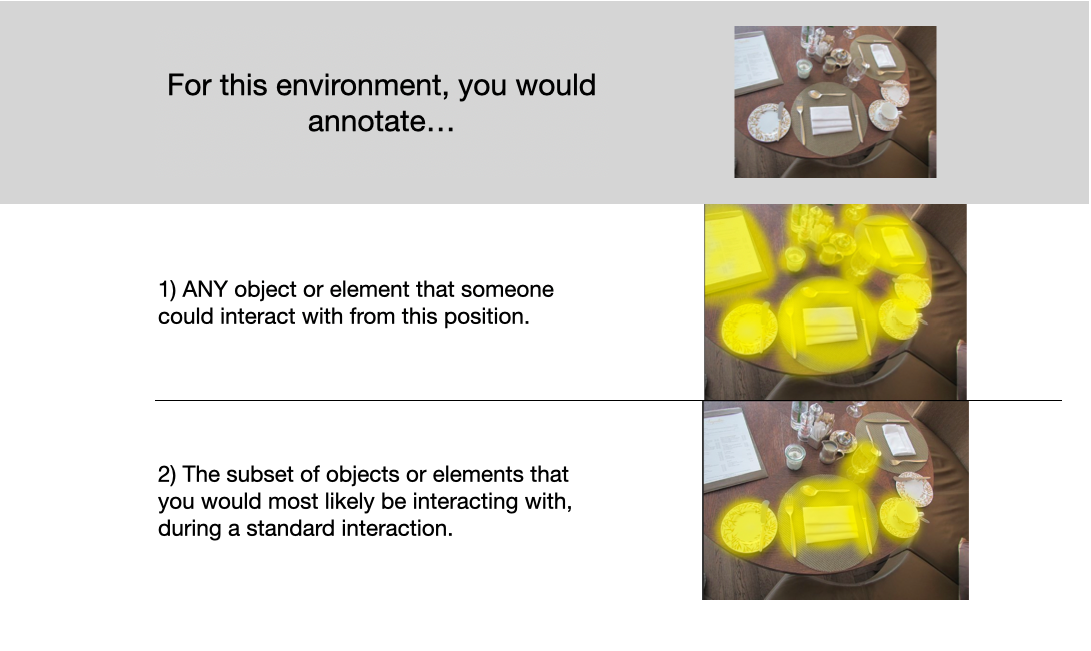 For this environment, you would
annotate…
1) ANY object or element that someone
could interact with from this position.
2) The subset of objects or elements that
you would most likely be interacting with,
during a standard interaction.